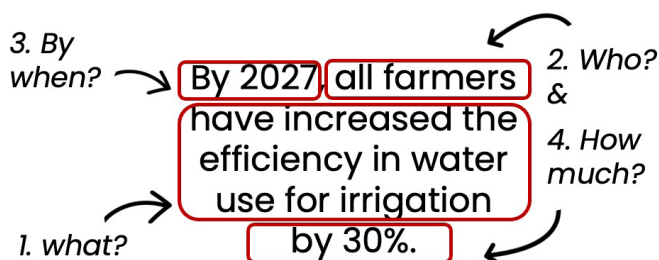 3. By
when?
By 2027, all farmers
have increased the
efficiency in water
use for irrigation
by 30%.
2. Who?
&
4. How
much?
1. what?